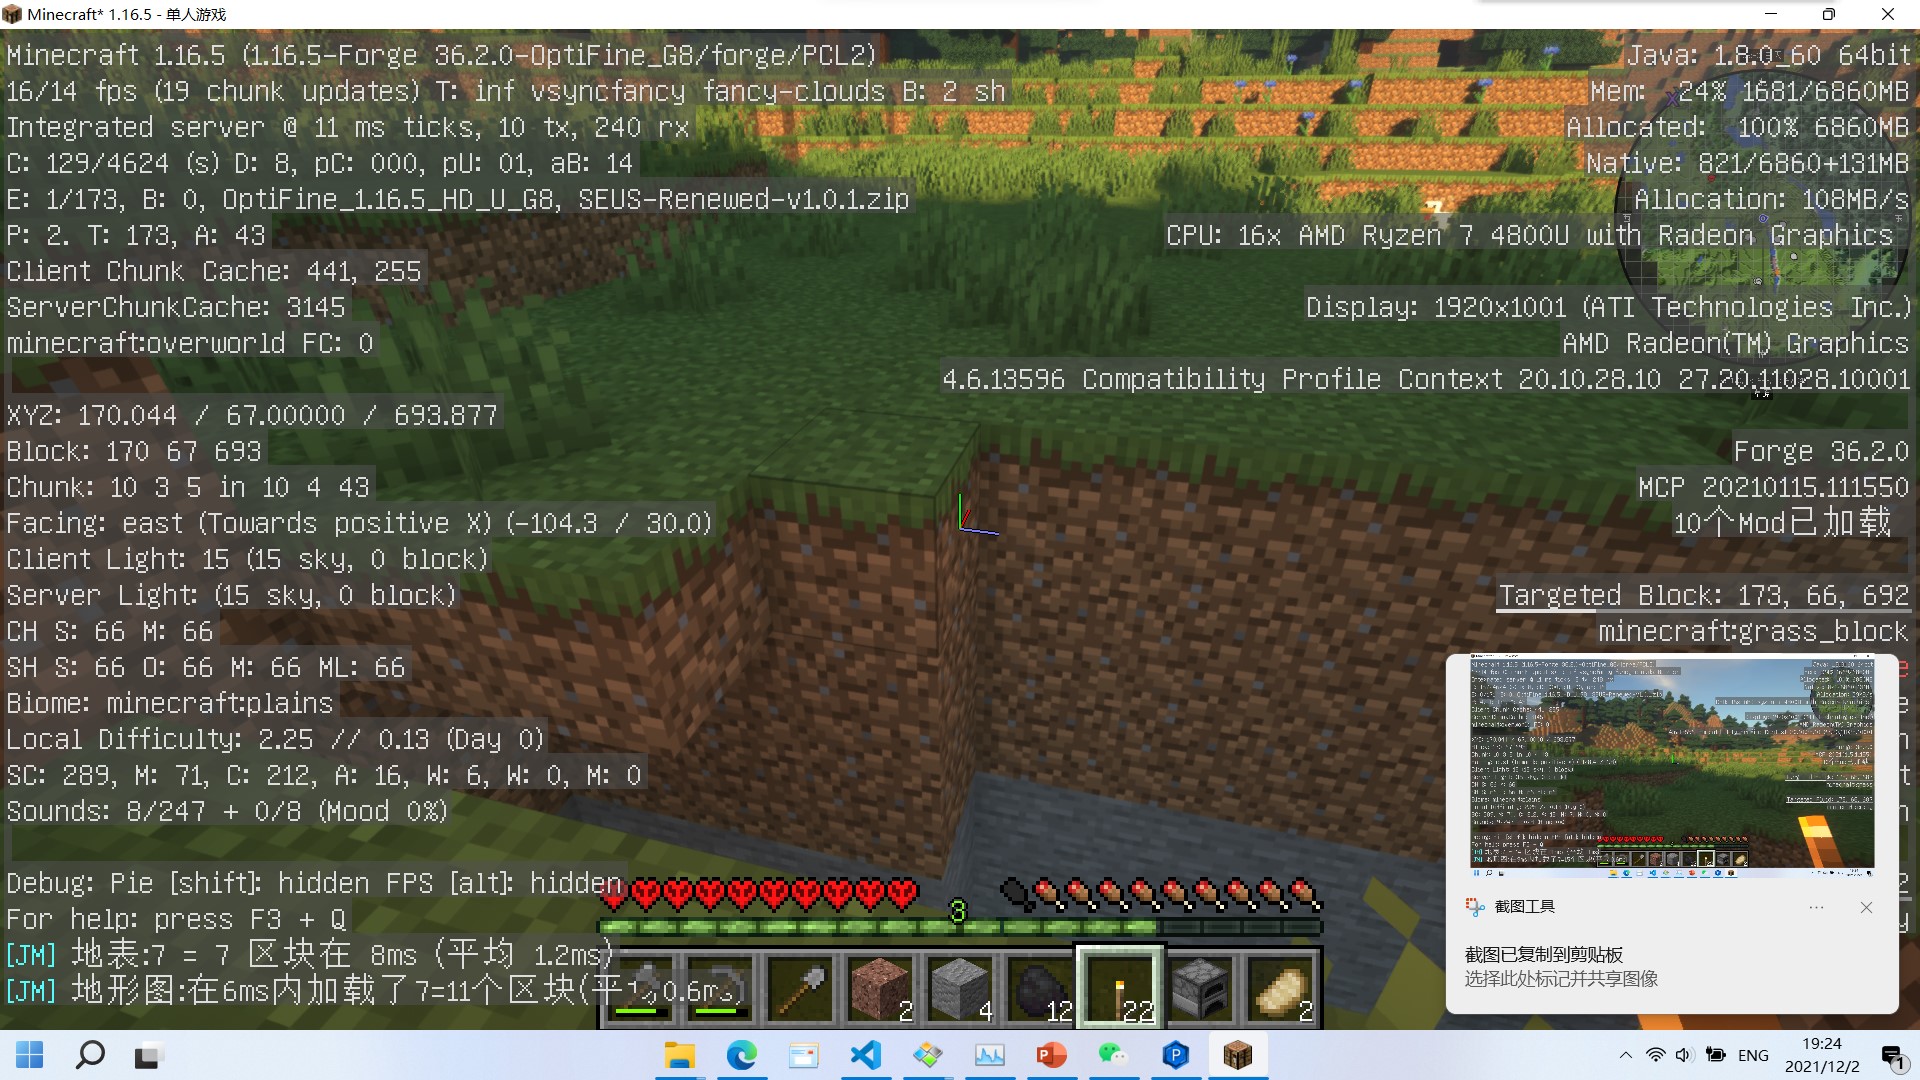 Minecraft* 1.16.5 - 单人游戏
Minecraft 1.16.5 (1.16.5-Forge 36.2.0-OptiFine_G8/forge/PCL2)
16/14 fps (19 chunk updates) T: inf vsyncfancy fancy-clouds B: 2 sh
Integrated server @ 11 ms ticks, 10 tx, 240 rx
C: 129/4624 (s) D: 8, pC: 000, pU: 01, aB: 14
E: 1/173, B: 0, OptiFine_1.16.5_HD_U_G8, SEUS-Renewed-v1.0.1.zip
P: 2. T: 173, A: 43
Client Chunk Cache: 441, 255
ServerChunkCache: 3145
minecraft:overworld FC: 0
XYZ: 170.044 / 67.00000 / 693.877
Block: 170 67 693
Chunk: 10 3 5 in 10 4 43
Facing: east (Towards positive X) (-104.3 / 30.0)
Client Light: 15 (15 sky, 0 block)
Server Light: (15 sky, 0 block)
CH S: 66 M: 66
SH S: 66 O: 66 M: 66 ML: 66
Biome: minecraft:plains
Local Difficulty: 2.25 // 0.13 (Day 0)
SC: 289, M: 71, C: 212, A: 16, W: 6, W: 0, M: 0
Sounds: 8/247 + 0/8 (Mood 0%)
Debug: Pie [shift]: hidden FPS [alt]: hidden
For help: press F3 + Q
[JM] 地表:7 = 7 区块在 8ms (平均 1.2ms)
[JM] 地形图:在6ms内加载了7=11个区块(平均0.6ms)
Java: 1.8.0_60 64bit
Mem: 24% 1681/6860MB
Allocated: 100% 6860MB
Native: 821/6860+131MB
Allocation: 108MB/s
CPU: 16x AMD Ryzen 7 4800U with Radeon Graphics
Display: 1920x1001 (ATI Technologies Inc.)
AMD Radeon(TM) Graphics
4.6.13596 Compatibility Profile Context 20.10.28.10 27.20.11028.10001
Forge 36.2.0
MCP 20210115.111550
10个Mod已加载
Targeted Block: 173, 66, 692
minecraft:grass_block
截图工具
截图已复制到剪贴板
选择此处标记并共享图像
3
2
4
12
22
2
ENG
19:24
2021/12/2
1